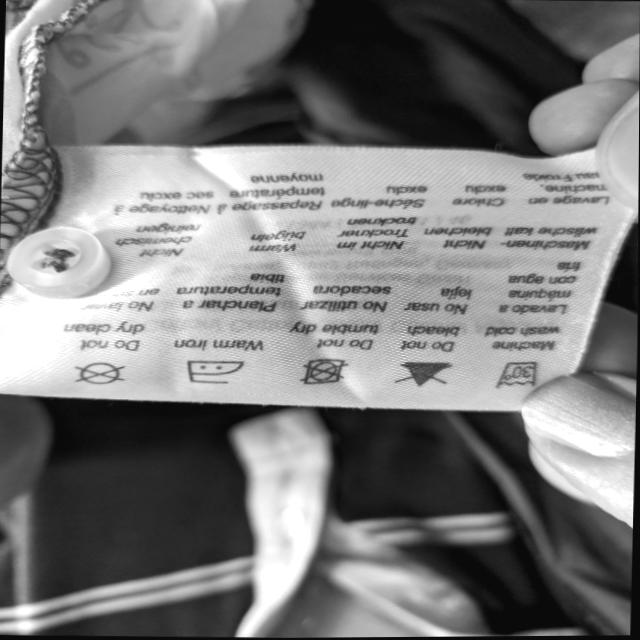 30°
Machine Do not Do not Warm iron Do not
wash cold bleach tumble dry dry clean
Lavado a No usar No utilizar Planchar a No lavar
máquina lejía secadora temperatura en
con agua tibia
fría
Maschinen- Nicht Nicht im Warm Nicht
wäsche kalt bleichen Trockner bügeln chemisch
trocknen reinigen
Lavage en Chlore Sèche-linge Repassage à Nettoyage à
machine, exclu exclu température sec exclu
eau Froide moyenne